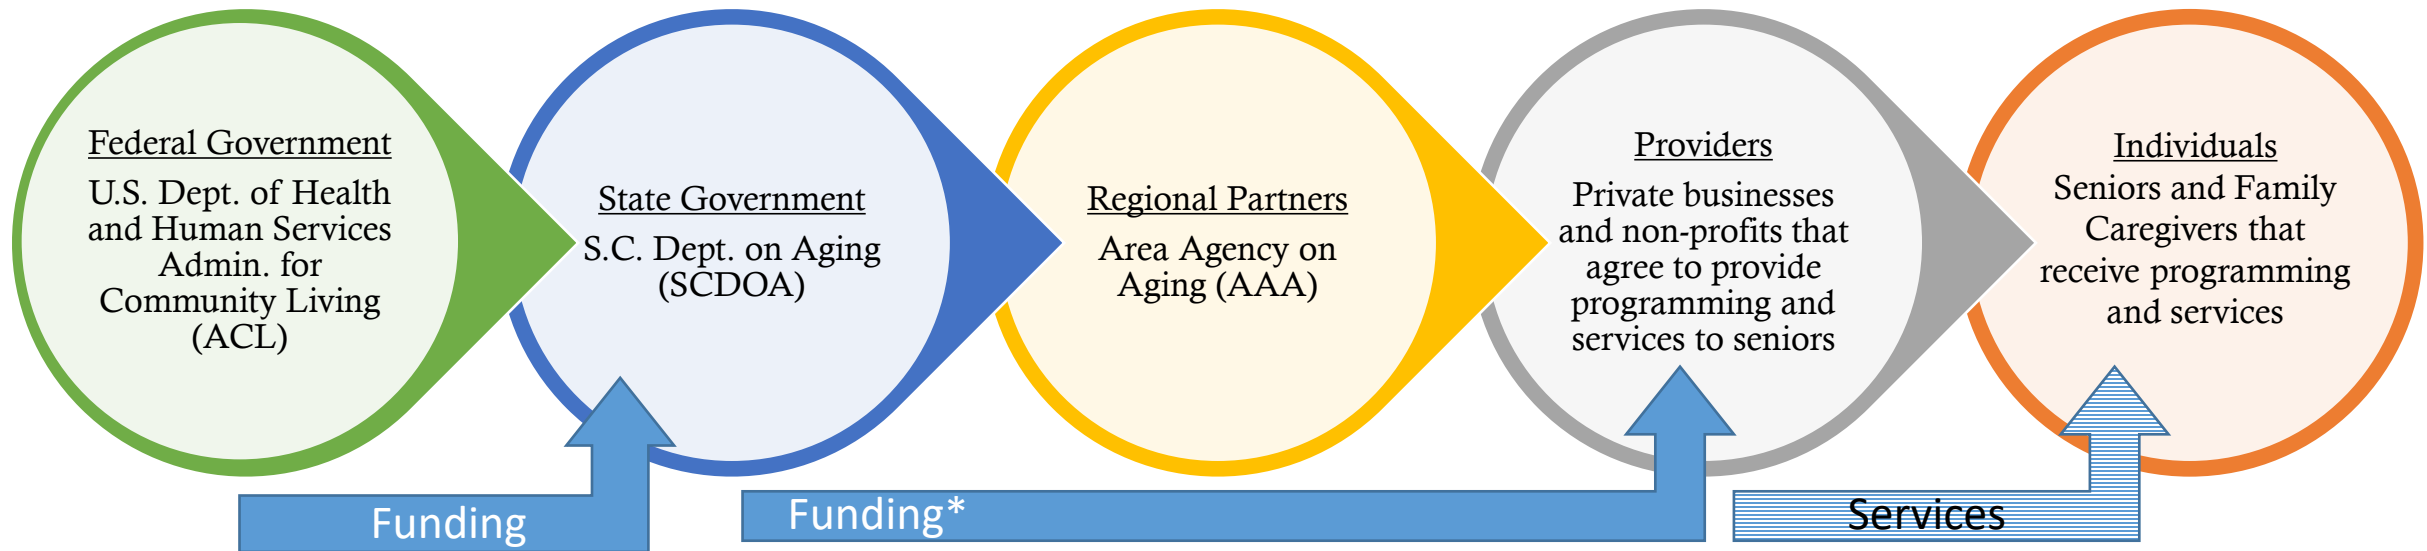 Federal Government
U.S. Dept. of Health
and Human Services
Admin. for
Community Living
(ACL)
State Government
S.C. Dept. on Aging
(SCDOA)
Regional Partners
Area Agency on
Aging (AAA)
Providers
Private businesses
and non-profits that
agree to provide
programming and
services to seniors
Individuals
Seniors and Family
Caregivers that
receive programming
and services
Funding
Funding*
Services